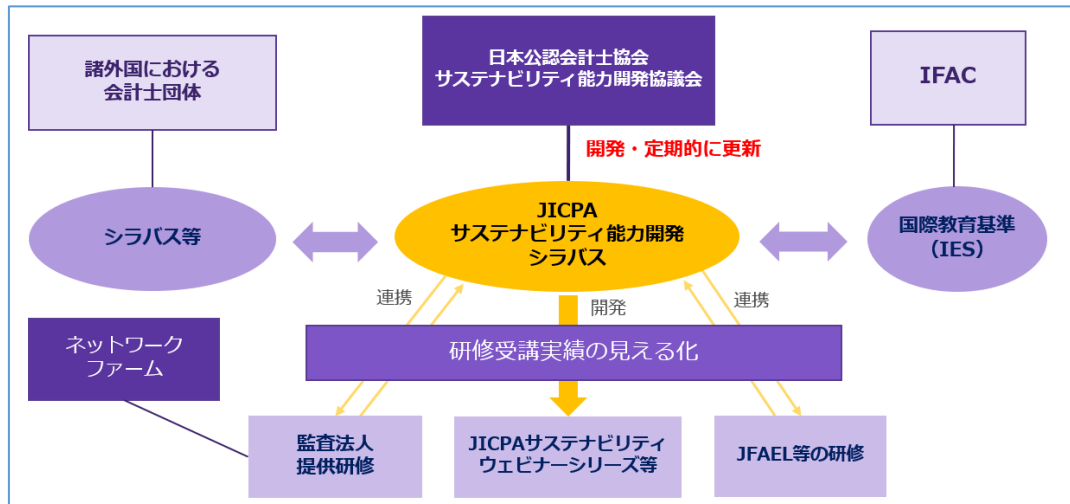 諸外国における
会計士団体
日本公認会計士協会
サステナビリティ能力開発協議会
IFAC
開発・定期的に更新
シラバス等
JICPA
サステナビリティ能力開発
シラバス
国際教育基準
（IES）
連携
開発
連携
ネットワーク
ファーム
研修受講実績の見える化
監査法人
提供研修
JICPAサステナビリティ
ウェビナーシリーズ等
JFAEL等の研修